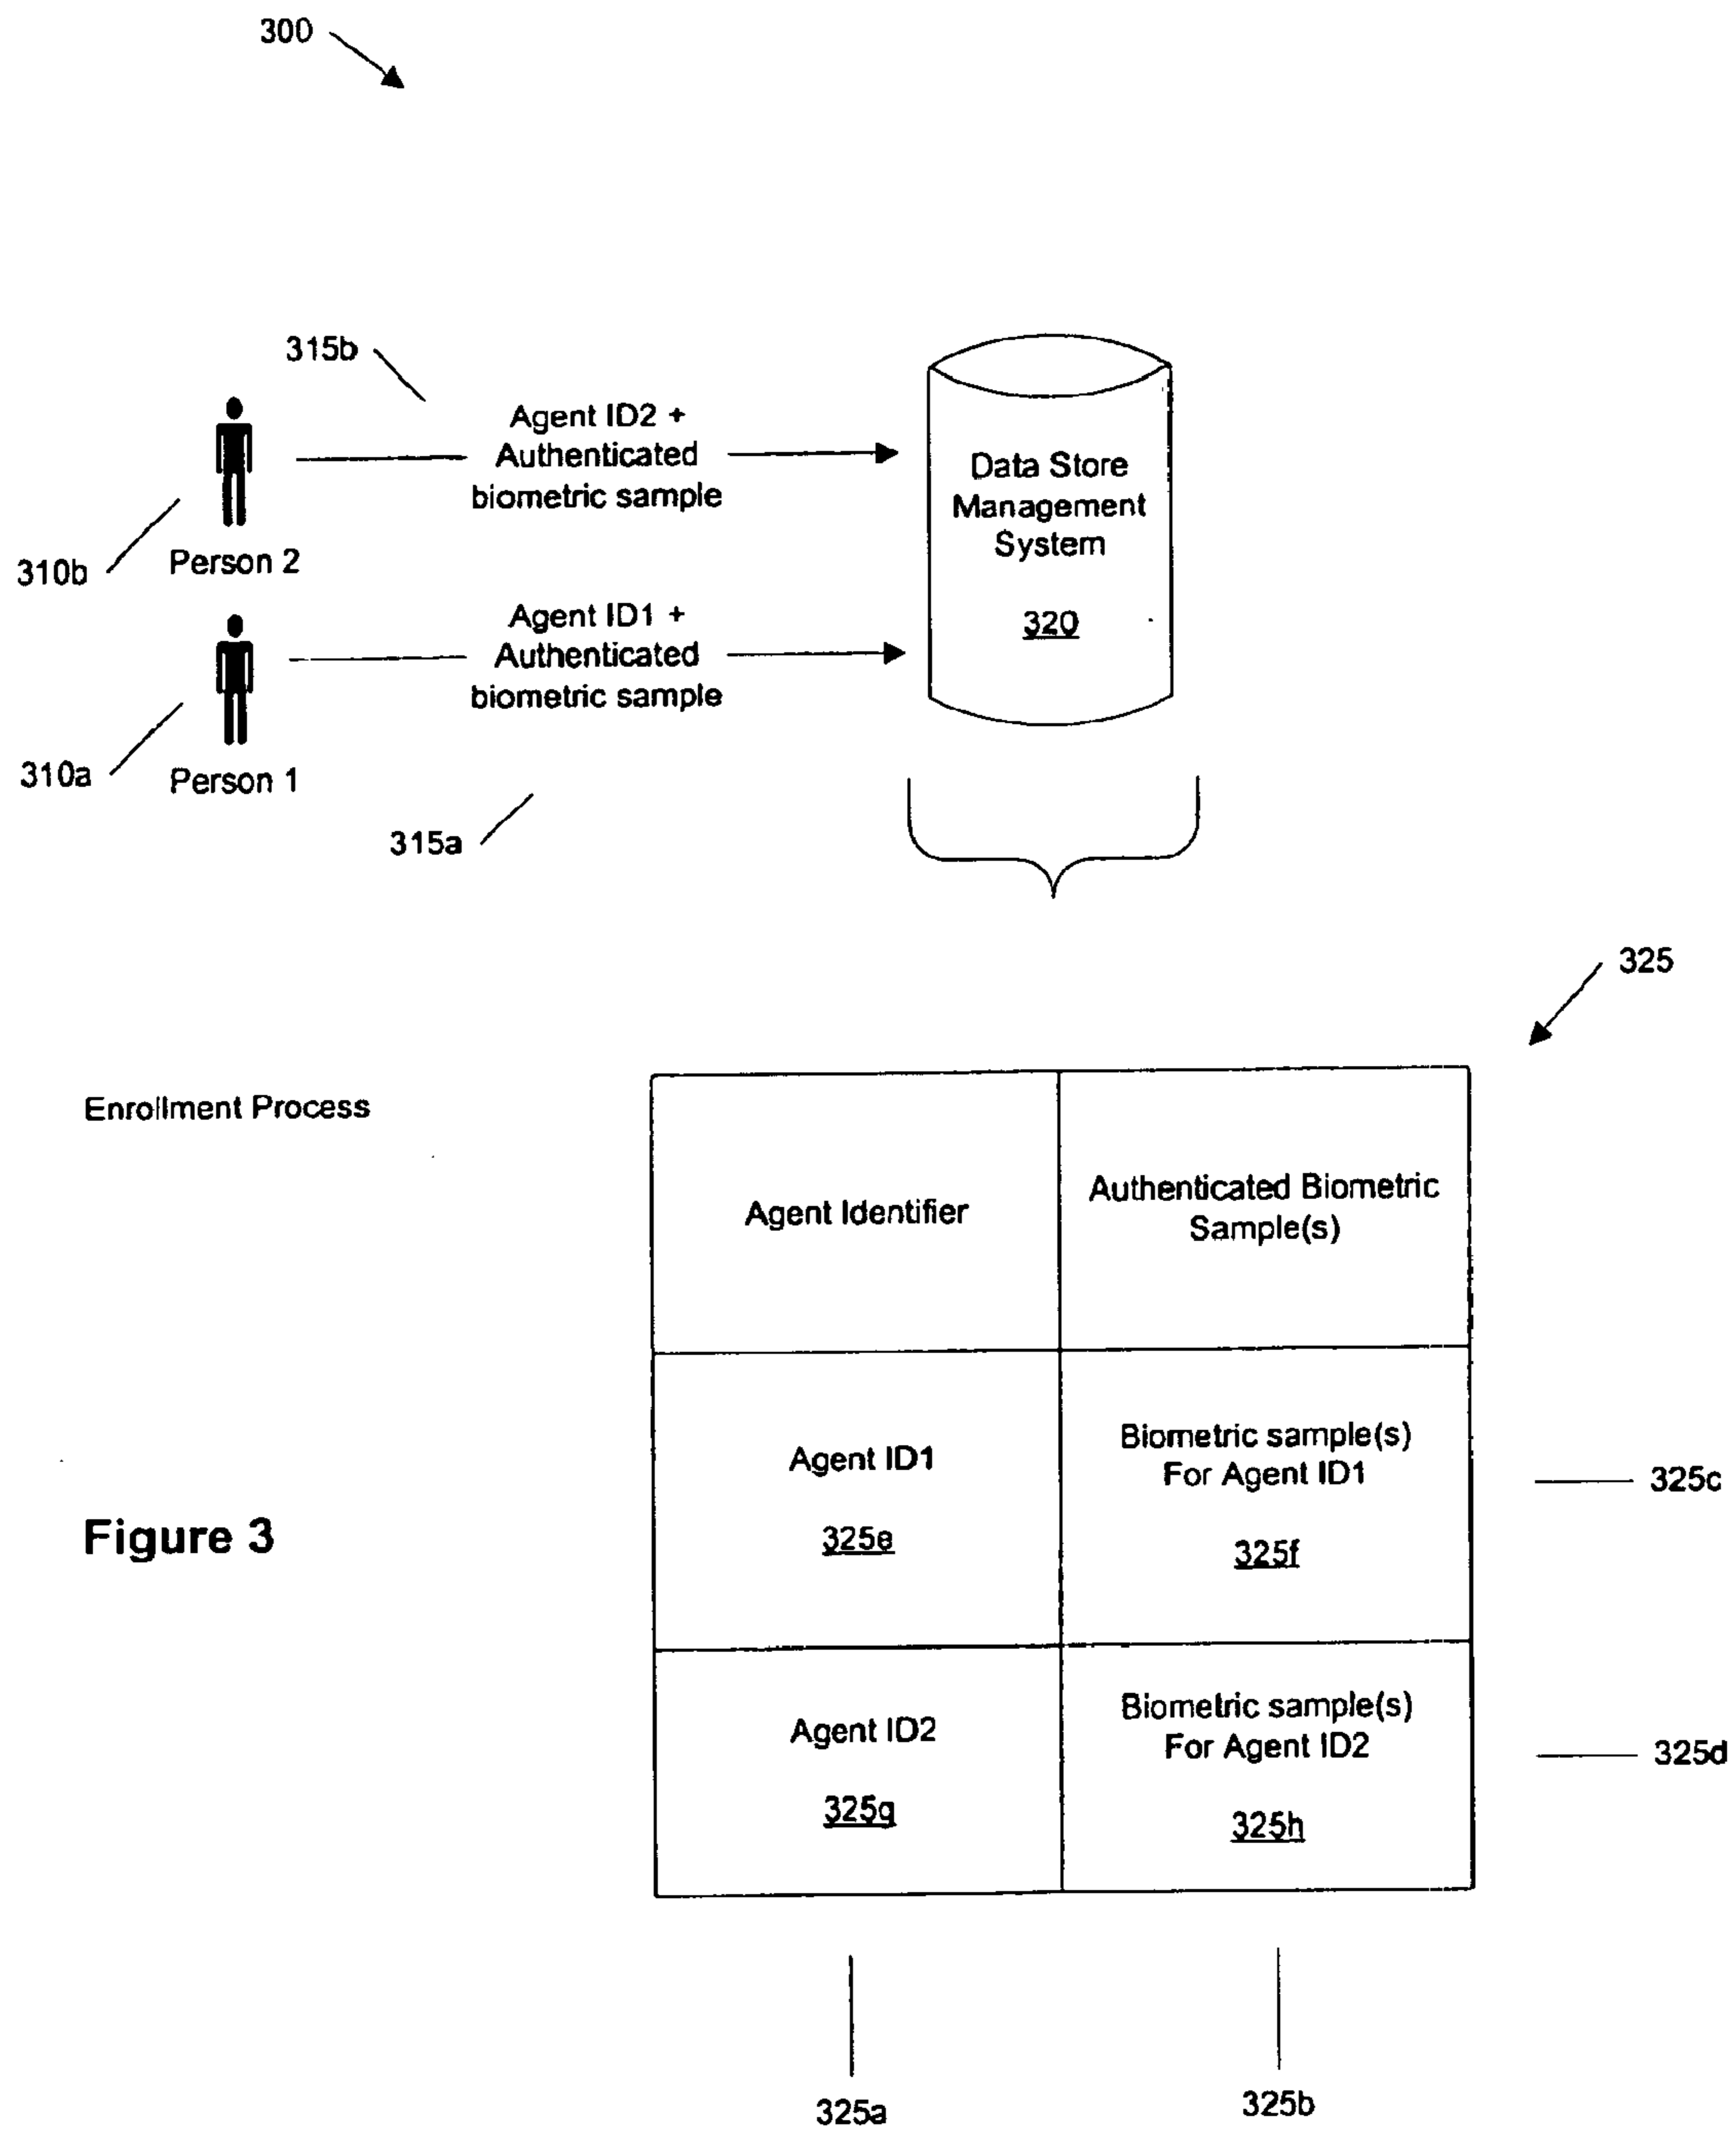 300
315b
Agent ID2 +
Authenticated
biometric sample
Data Store
Management
System
320
310b
Person 2
Agent ID1 +
Authenticated
biometric sample
310a
Person 1
315a
325
Enrollment Process
Agent Identifier
Authenticated Biometric
Sample(s)
Agent ID1
325e
Biometric sample(s)
For Agent ID1
325f
325c
Figure 3
Agent ID2
325g
Biometric sample(s)
For Agent ID2
325h
325d
325a
325b